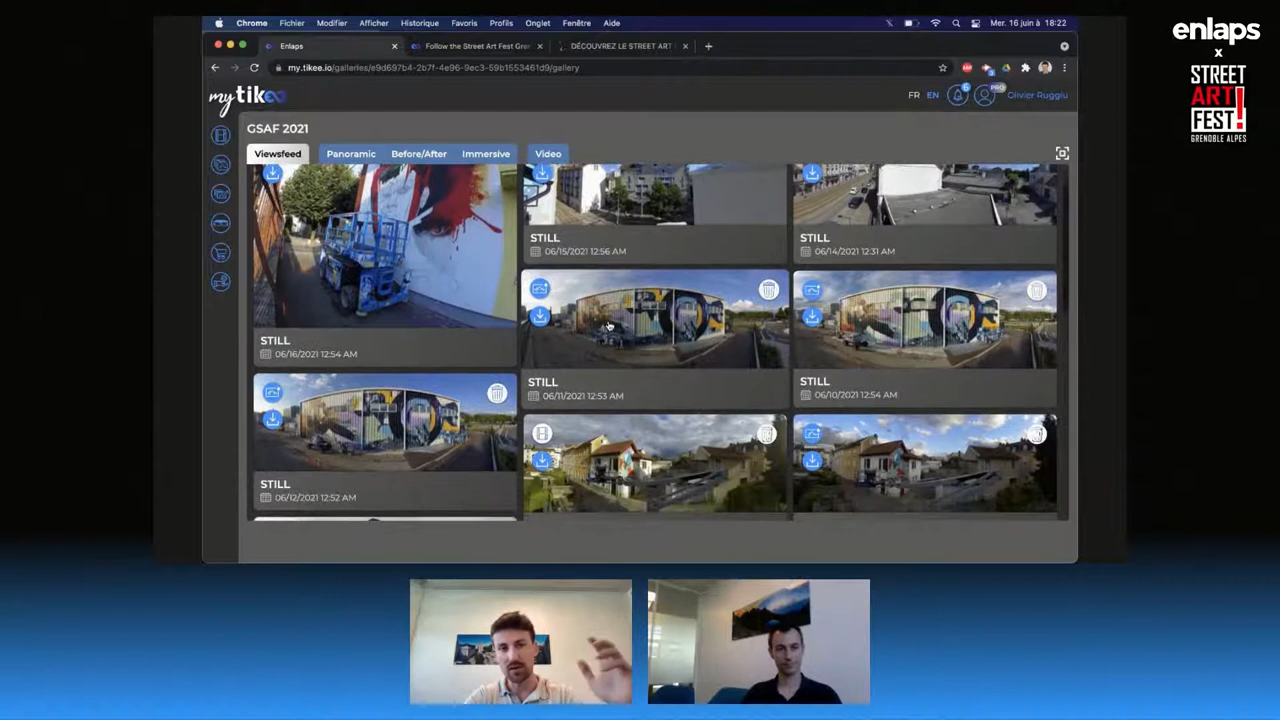 Chrome Fichier Modifier Afficher Historique Favoris Profils Onglet Fenêtre Aide Mer. 16 juin à 18:22
enlaps
x
STREET
ART
FEST!
GRENOBLE ALPES
Enlaps Follow the Street Art Fest Gre DÉCOUVREZ LE STREET ART
my.tikee.io/galleries/e9d697b4-2b7f-4e96-9ec3-59b1553461d9/gallery
my tikee FR EN 6 PRO Olivier Ruggiu
GSAF 2021
Viewsfeed Panoramic Before/After Immersive Video
STILL
06/15/2021 12:56 AM
STILL
06/14/2021 12:31 AM
STILL
06/16/2021 12:54 AM
STILL
06/11/2021 12:53 AM
STILL
06/10/2021 12:54 AM
STILL
06/12/2021 12:52 AM